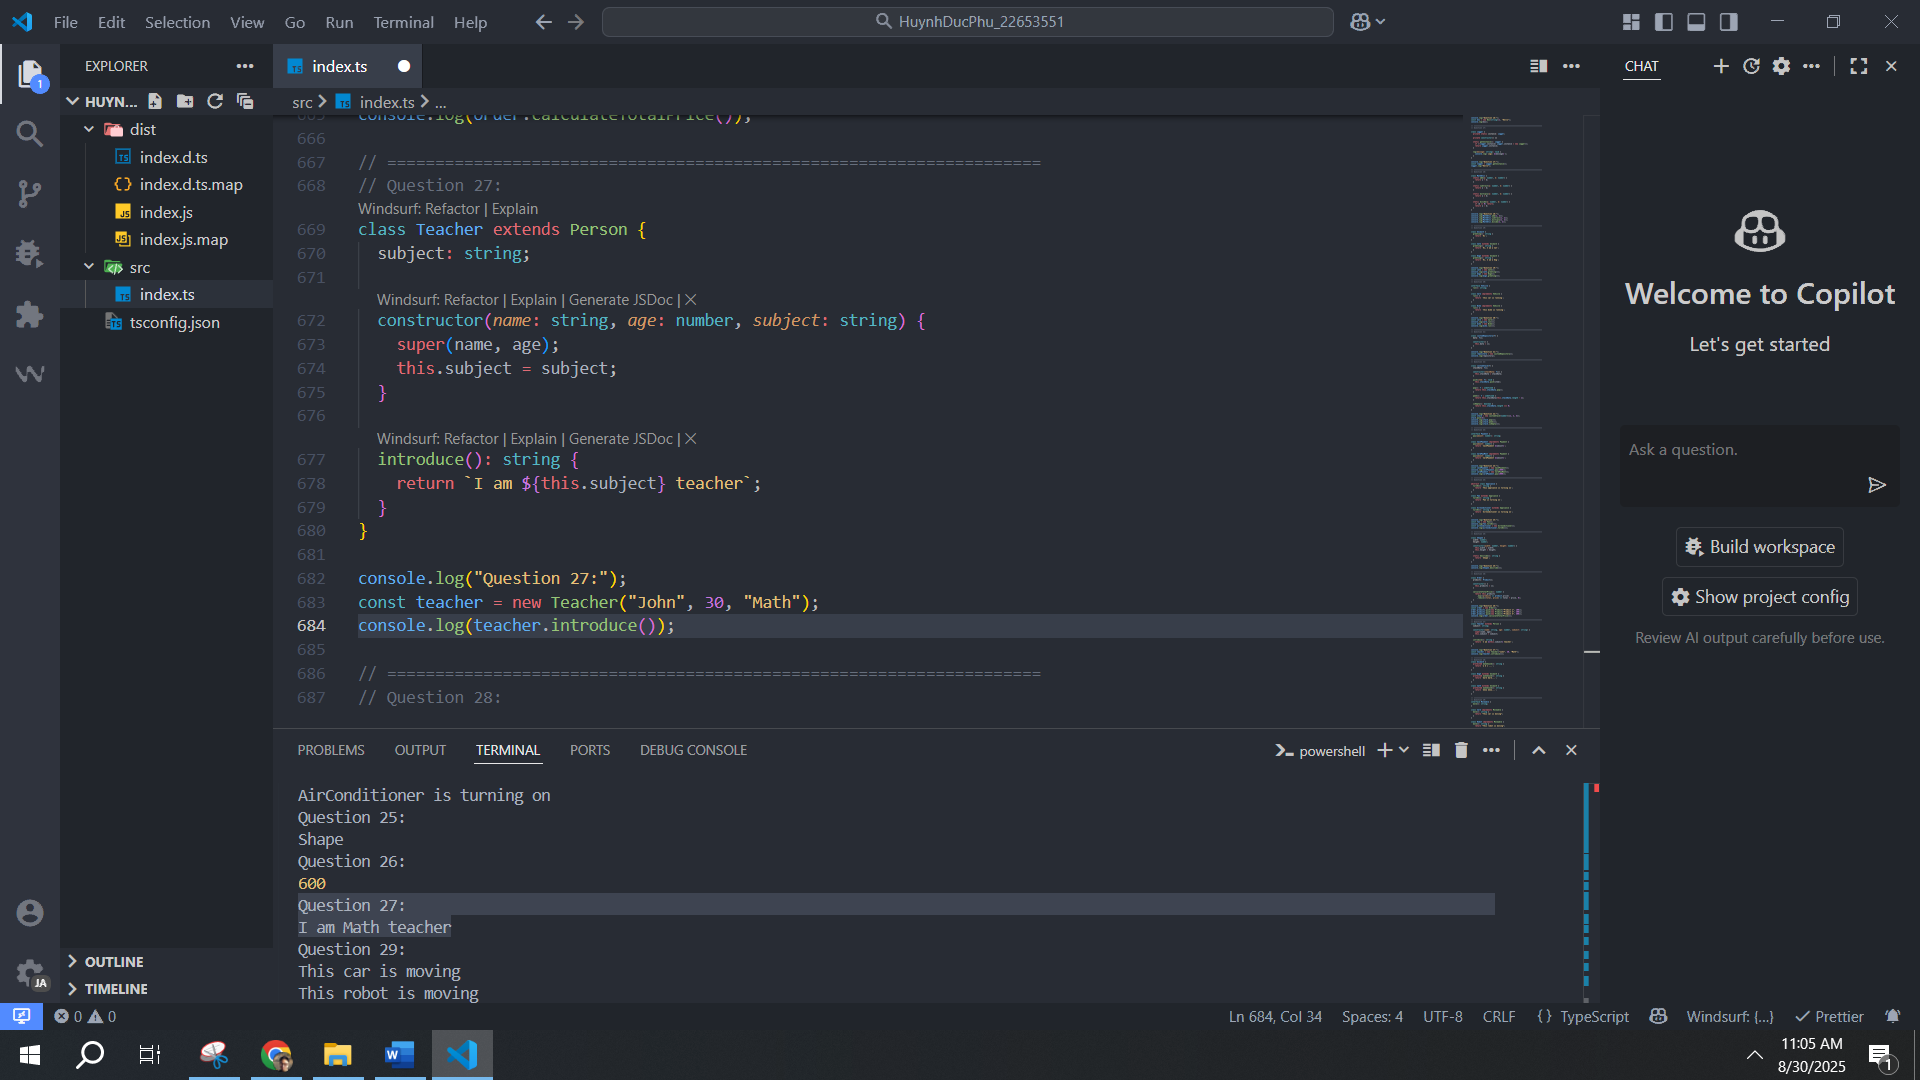 File Edit Selection View Go Run Terminal Help
HuynhDucPhu_22653551
EXPLORER
HUYN...
dist
index.d.ts
index.d.ts.map
index.js
index.js.map
src
index.ts
tsconfig.json
OUTLINE
TIMELINE
index.ts
src > index.ts > ...
665 console.log(order.calculateTotalPrice());
666
667 // ====================================================================
668 // Question 27:
Windsurf: Refactor | Explain
669 class Teacher extends Person {
670 subject: string;
671
Windsurf: Refactor | Explain | Generate JSDoc | X
672 constructor(name: string, age: number, subject: string) {
673 super(name, age);
674 this.subject = subject;
675 }
676
Windsurf: Refactor | Explain | Generate JSDoc | X
677 introduce(): string {
678 return `I am ${this.subject} teacher`;
679 }
680 }
681
682 console.log("Question 27:");
683 const teacher = new Teacher("John", 30, "Math");
684 console.log(teacher.introduce());
685
686 // ====================================================================
687 // Question 28:
PROBLEMS OUTPUT TERMINAL PORTS DEBUG CONSOLE
powershell
AirConditioner is turning on
Question 25:
Shape
Question 26:
600
Question 27:
I am Math teacher
Question 29:
This car is moving
This robot is moving
CHAT
Welcome to Copilot
Let's get started
Ask a question.
Build workspace
Show project config
Review AI output carefully before use.
0 0
Ln 684, Col 34 Spaces: 4 UTF-8 CRLF {} TypeScript Windsurf: {...} Prettier
1
JA
11:05 AM
8/30/2025
1